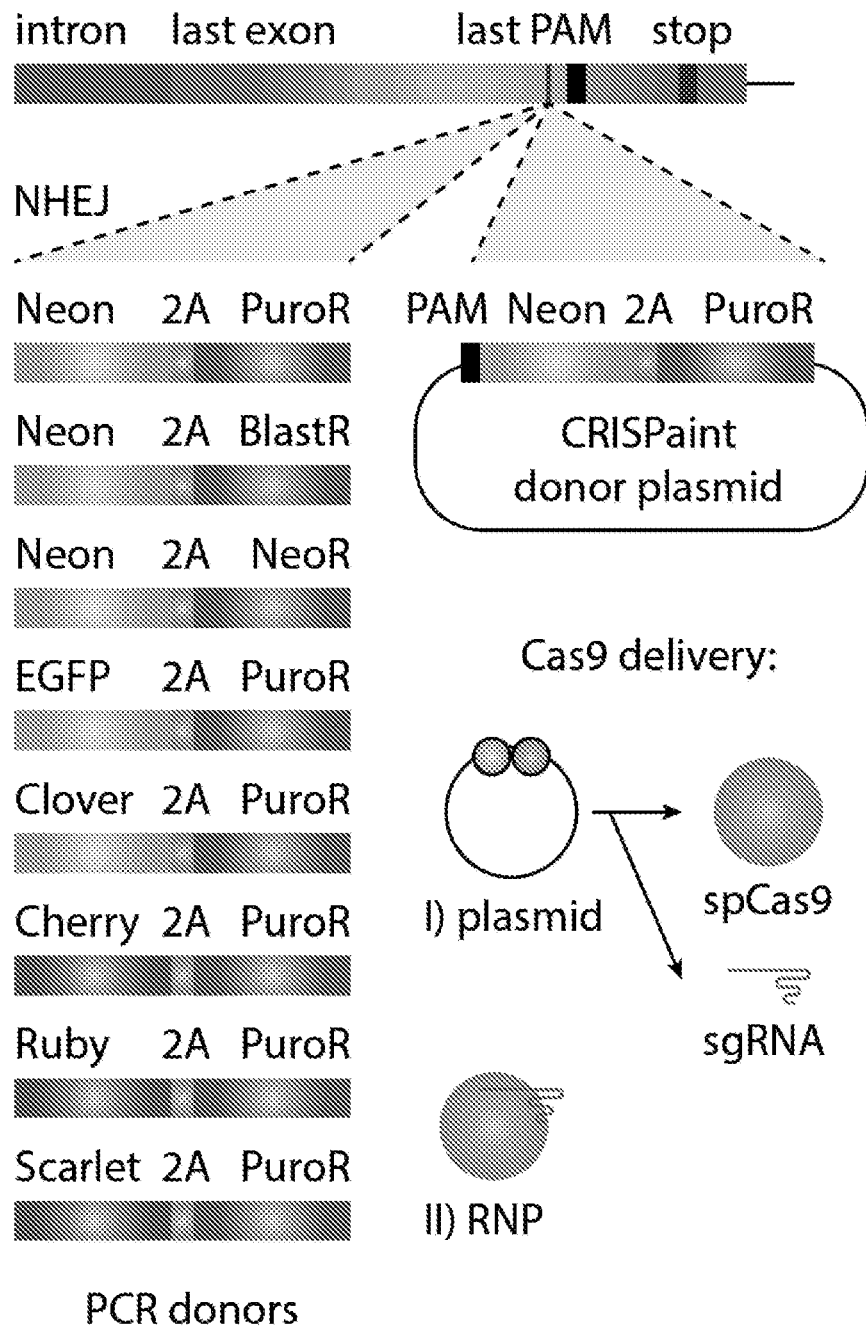 intron last exon last PAM stop
NHEJ
Neon 2A PuroR
PAM Neon 2A PuroR
Neon 2A BlastR
CRISPaint
donor plasmid
Neon 2A NeoR
EGFP 2A PuroR
Cas9 delivery:
Clover 2A PuroR
spCas9
I) plasmid
Cherry 2A PuroR
sgRNA
Ruby 2A PuroR
Scarlet 2A PuroR
II) RNP
PCR donors